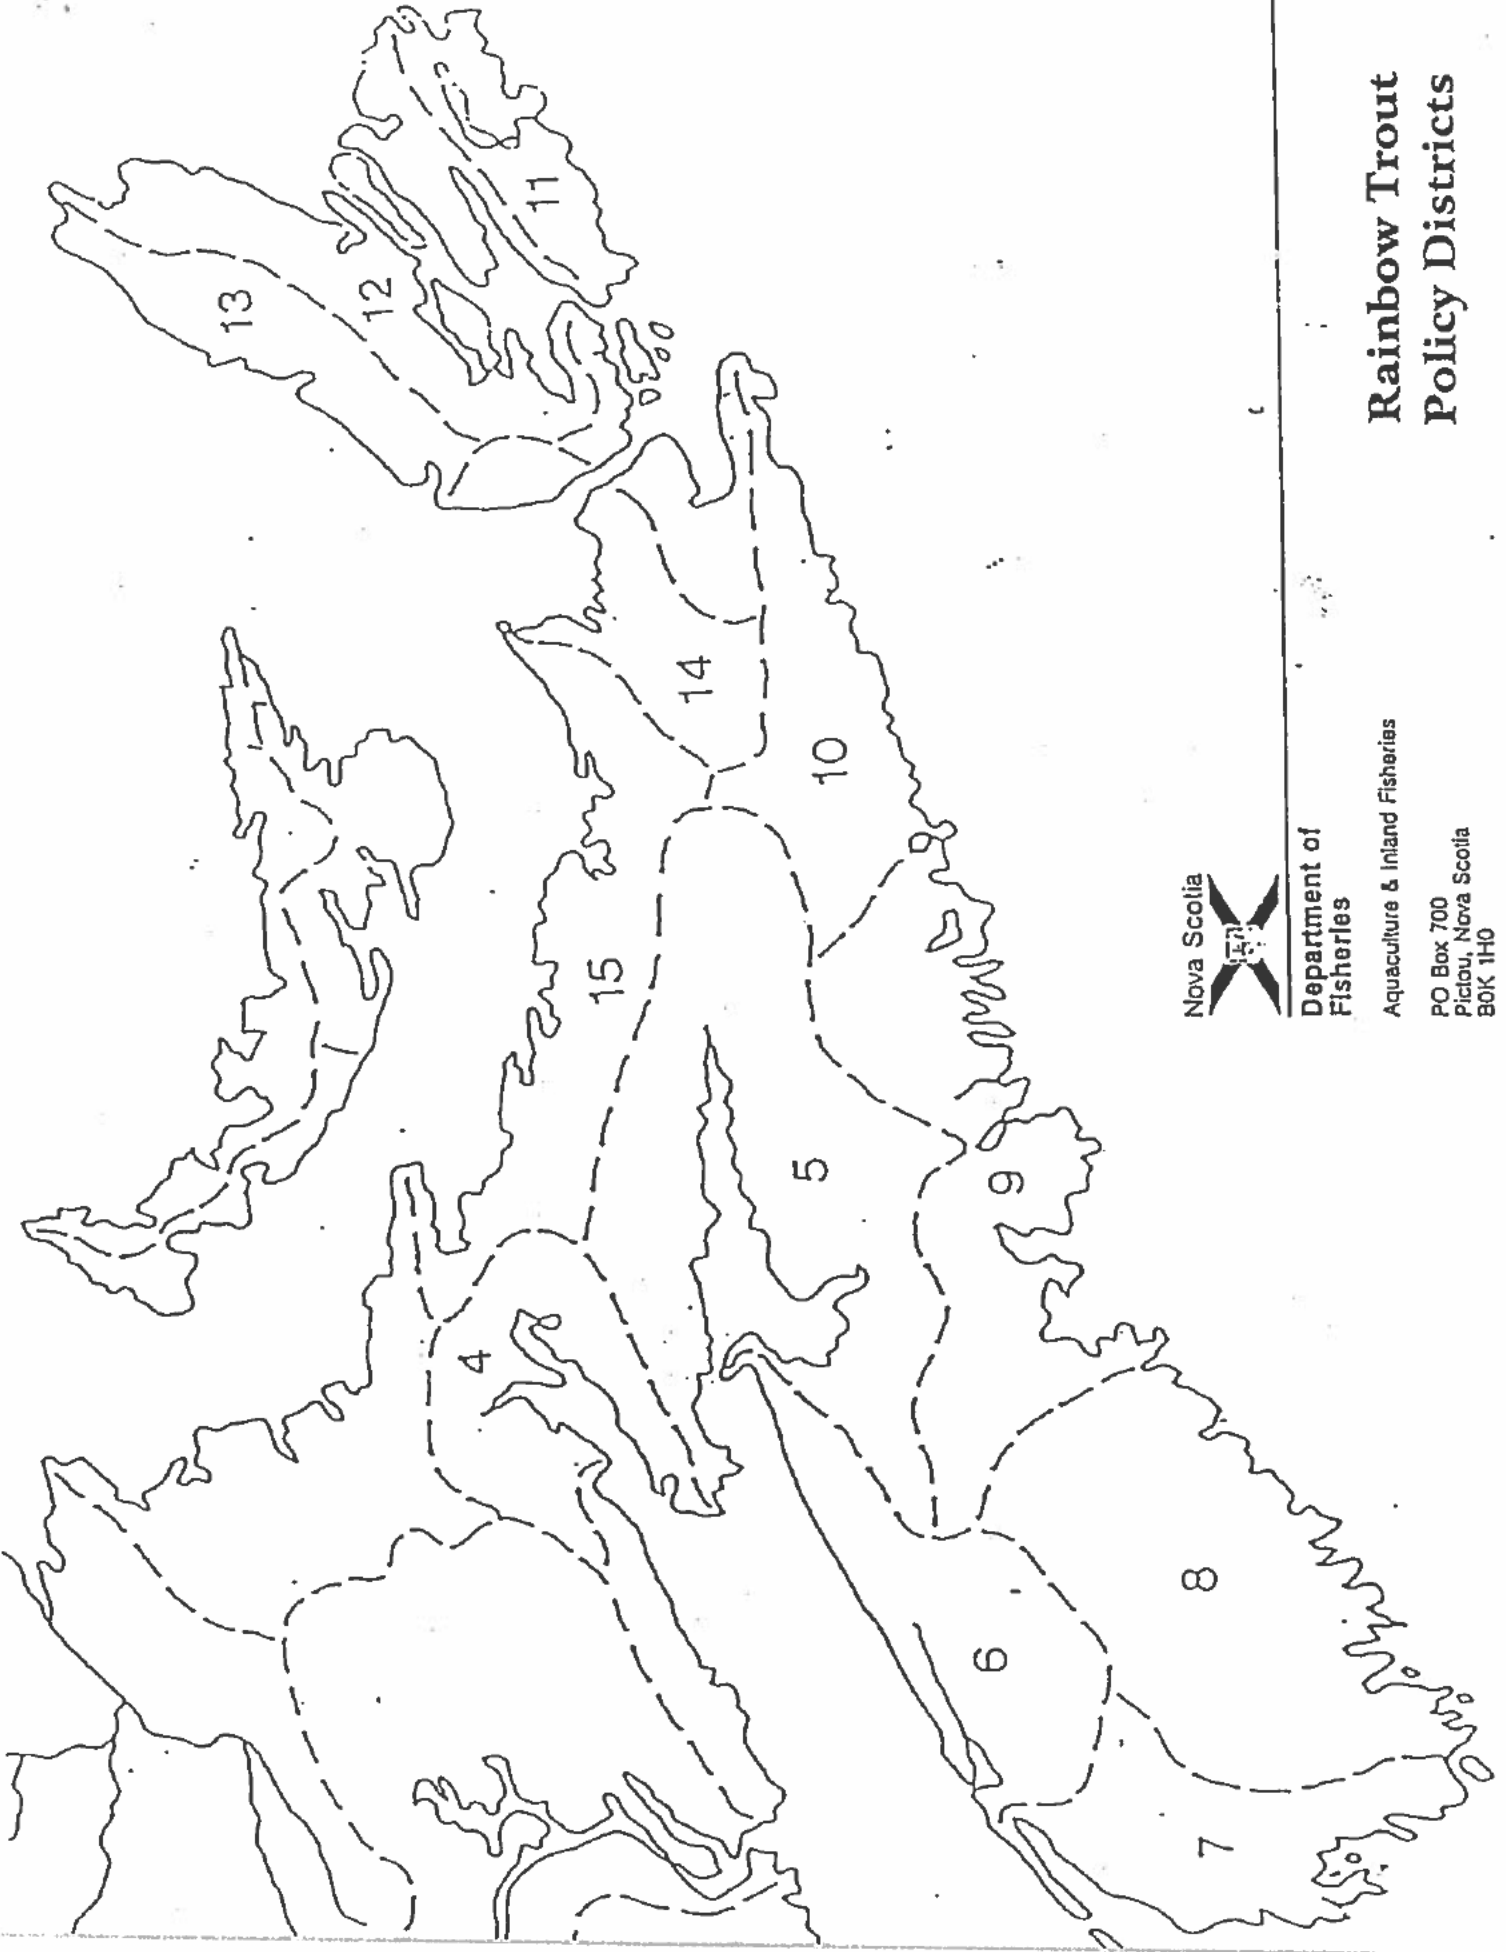 13
12
11
14
10
15
5
9
4
6
8
7
Nova Scotia
Department of
Fisheries
Aquaculture & Inland Fisheries
PO Box 700
Pictou, Nova Scotia
B0K 1H0
Rainbow Trout
Policy Districts